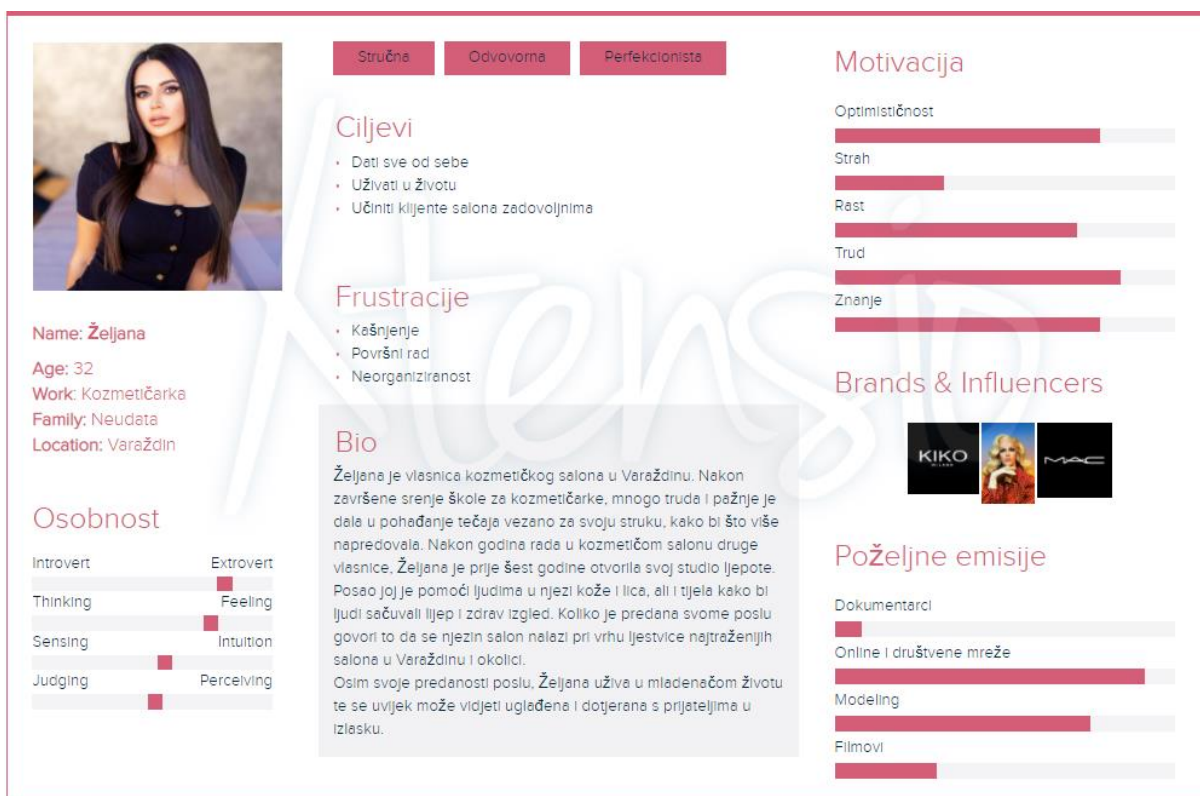 Name: Željana
Age: 32
Work: Kozmetičarka
Family: Neudata
Location: Varaždin
Osobnost
Introvert Extrovert
Thinking Feeling
Sensing Intuition
Judging Perceiving
Stručna Odvovorna Perfekcionista
Ciljevi
• Dati sve od sebe
• Uživati u životu
• Učiniti klijente salona zadovoljnima
Frustracije
• Kašnjenje
• Površni rad
• Neorganiziranost
Bio
Željana je vlasnica kozmetičkog salona u Varaždinu. Nakon
završene srenje škole za kozmetičarke, mnogo truda i pažnje je
dala u pohađanje tečaja vezano za svoju struku, kako bi što više
napredovala. Nakon godina rada u kozmetičom salonu druge
vlasnice, Željana je prije šest godine otvorila svoj studio ljepote.
Posao joj je pomoći ljudima u njezi kože i lica, ali i tijela kako bi
ljudi sačuvali lijep i zdrav izgled. Koliko je predana svome poslu
govori to da se njezin salon nalazi pri vrhu ljestvice najtraženijih
salona u Varaždinu i okolici.
Osim svoje predanosti poslu, Željana uživa u mladenačom životu
te se uvijek može vidjeti uglađena i dotjerana s prijateljima u
izlasku.
Motivacija
Optimističnost
Strah
Rast
Trud
Znanje
Brands & Influencers
KIKO
MILANO
MAC
Poželjne emisije
Dokumentarci
Online i društvene mreže
Modeling
Filmovi
Xtensio